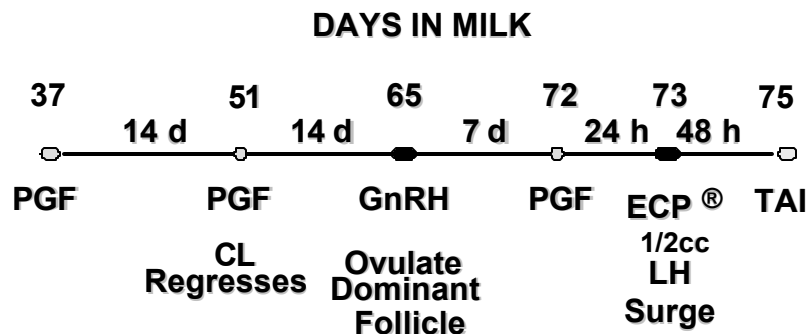 DAYS IN MILK
37 51 65 72 73 75
14 d 14 d 7 d 24 h 48 h
PGF PGF GnRH PGF ECP ® TAI
1/2cc
CL Regresses
Ovulate Dominant Follicle
LH Surge